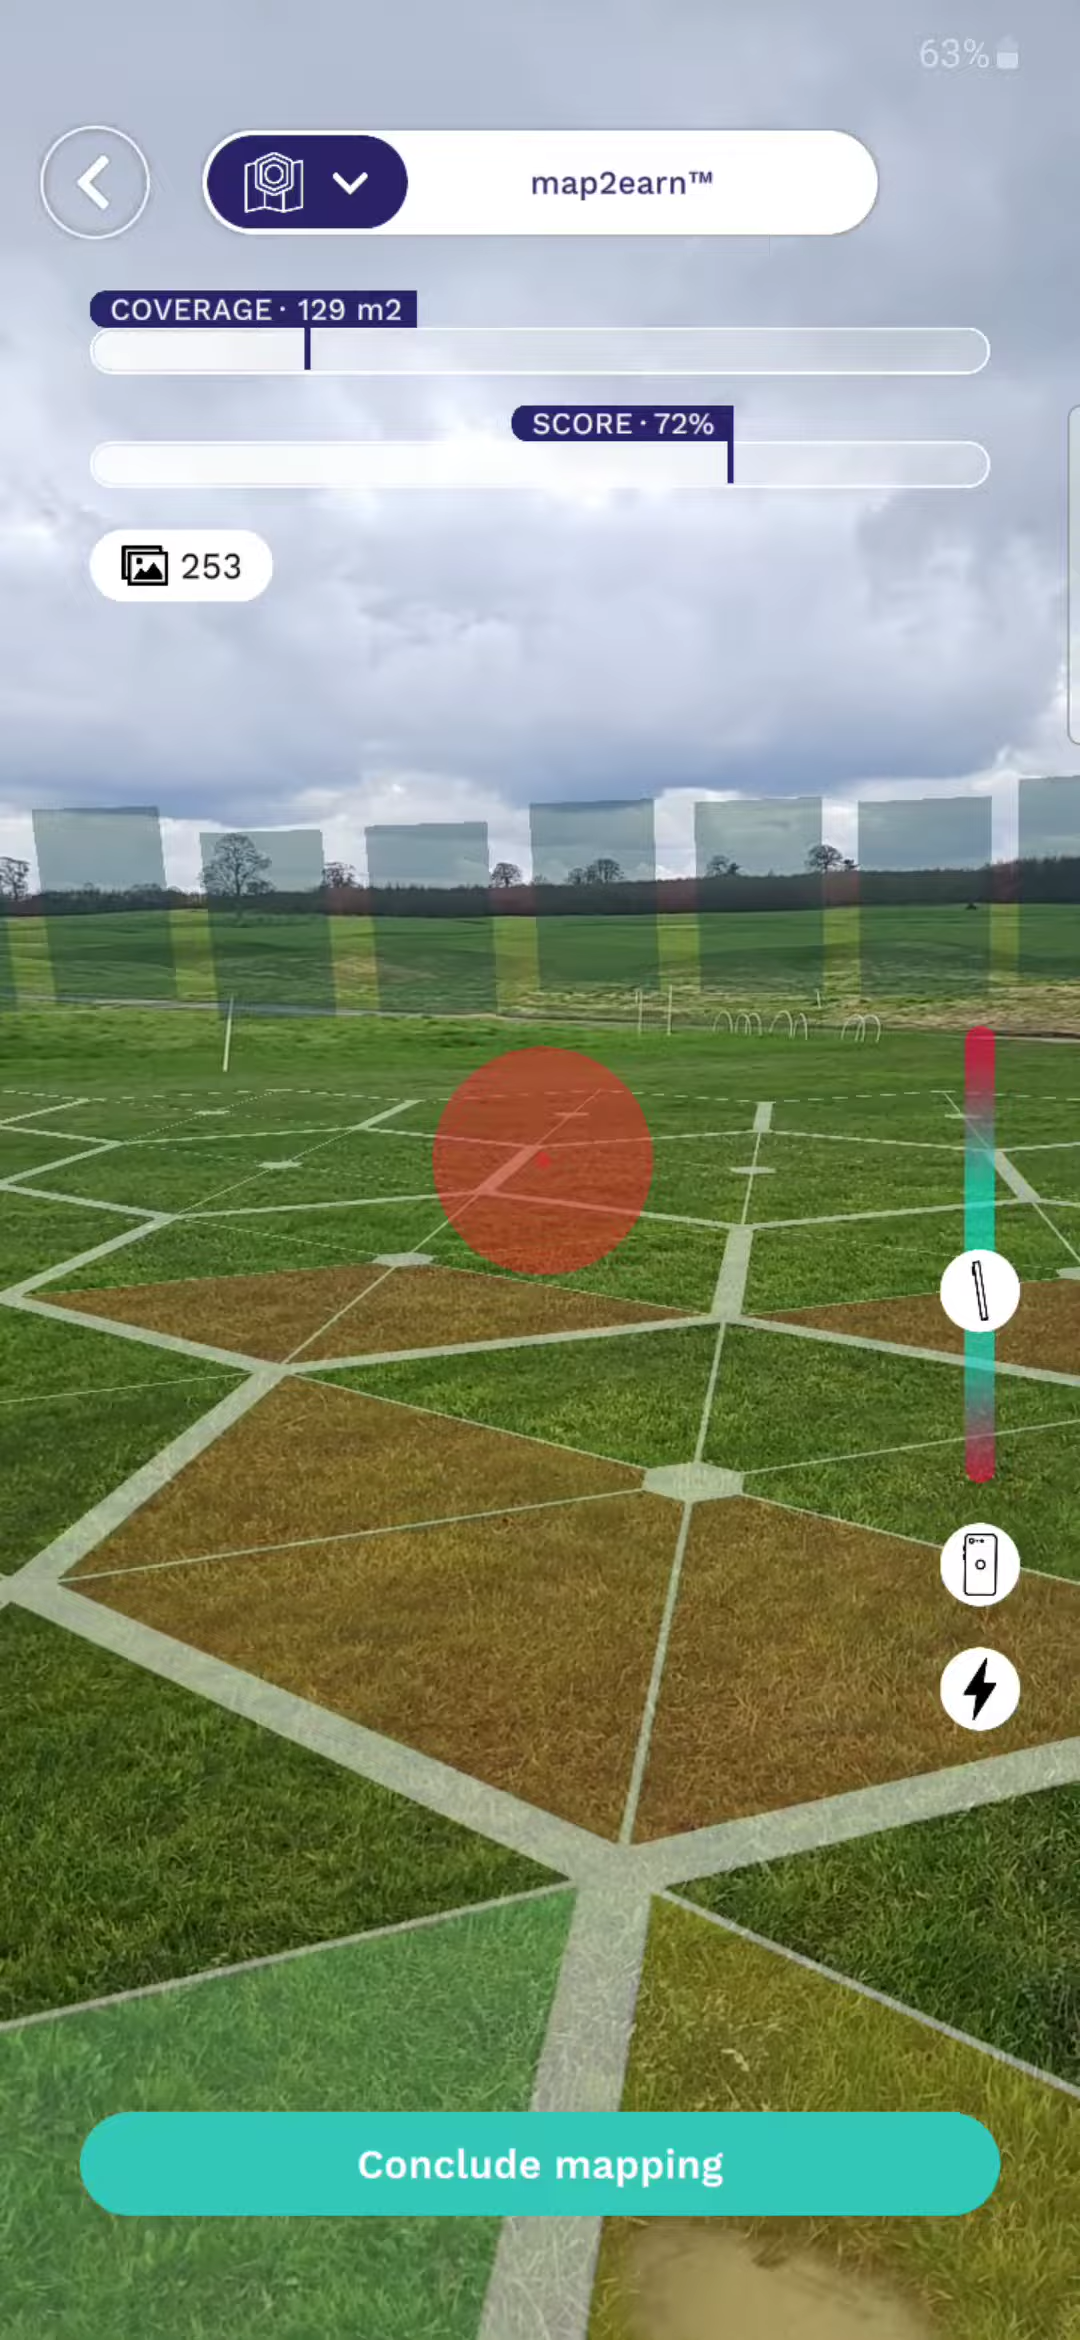 63%
map2earn™
COVERAGE · 129 m2
SCORE · 72%
253
Conclude mapping